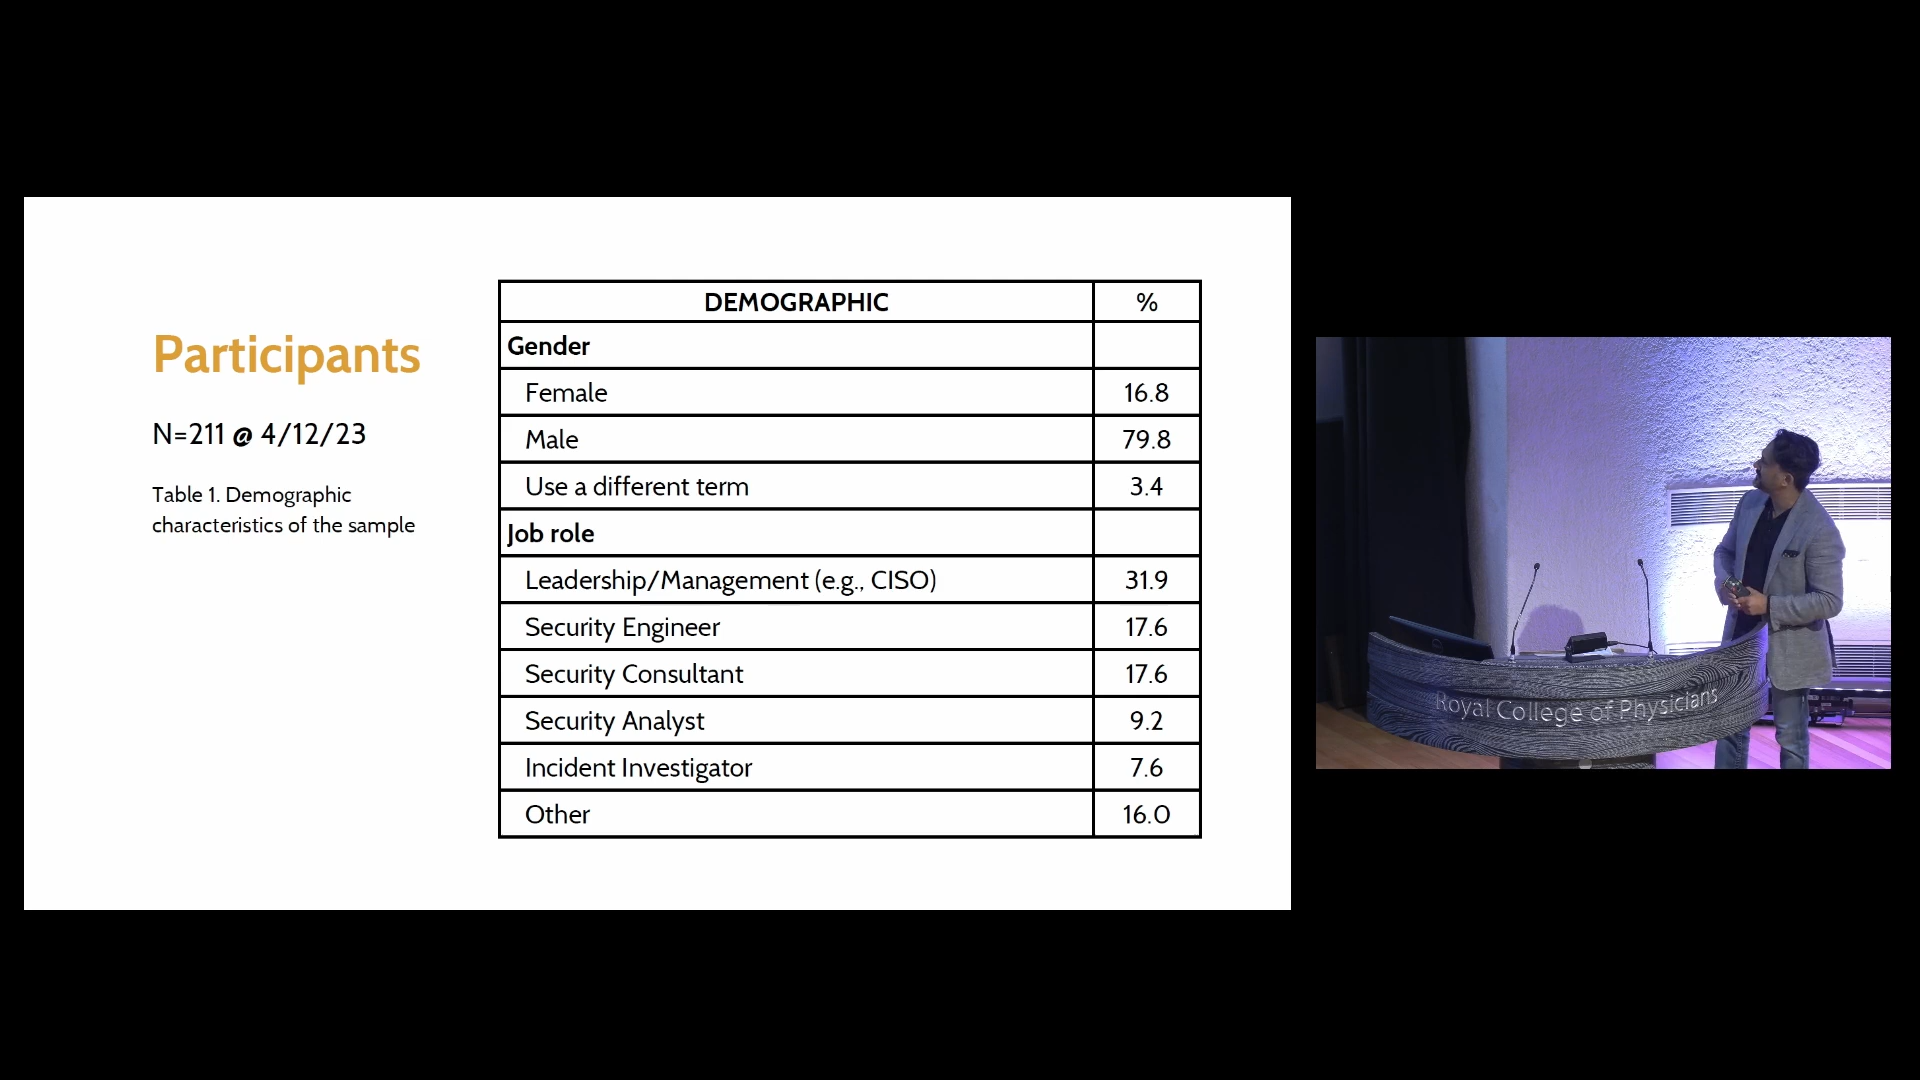 Participants
N=211 @ 4/12/23
Table 1. Demographic
characteristics of the sample
DEMOGRAPHIC %
Gender
Female 16.8
Male 79.8
Use a different term 3.4
Job role
Leadership/Management (e.g., CISO) 31.9
Security Engineer 17.6
Security Consultant 17.6
Security Analyst 9.2
Incident Investigator 7.6
Other 16.0
Royal College of Physicians